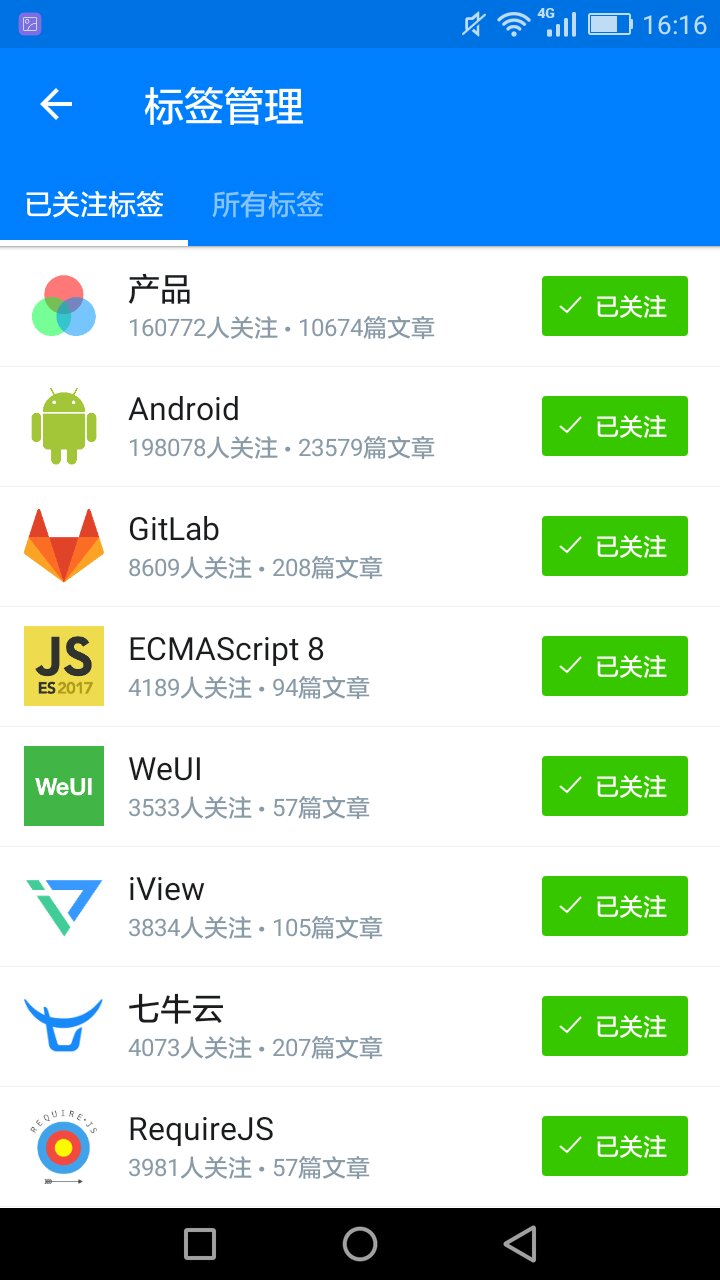 4G 16:16
标签管理
已关注标签 所有标签
产品
160772人关注 • 10674篇文章
已关注
Android
198078人关注 • 23579篇文章
已关注
GitLab
8609人关注 • 208篇文章
已关注
JS
ES2017
ECMAScript 8
4189人关注 • 94篇文章
已关注
WeUI
WeUI
3533人关注 • 57篇文章
已关注
iView
3834人关注 • 105篇文章
已关注
七牛云
4073人关注 • 207篇文章
已关注
REQUIRE·JS
RequireJS
3981人关注 • 57篇文章
已关注